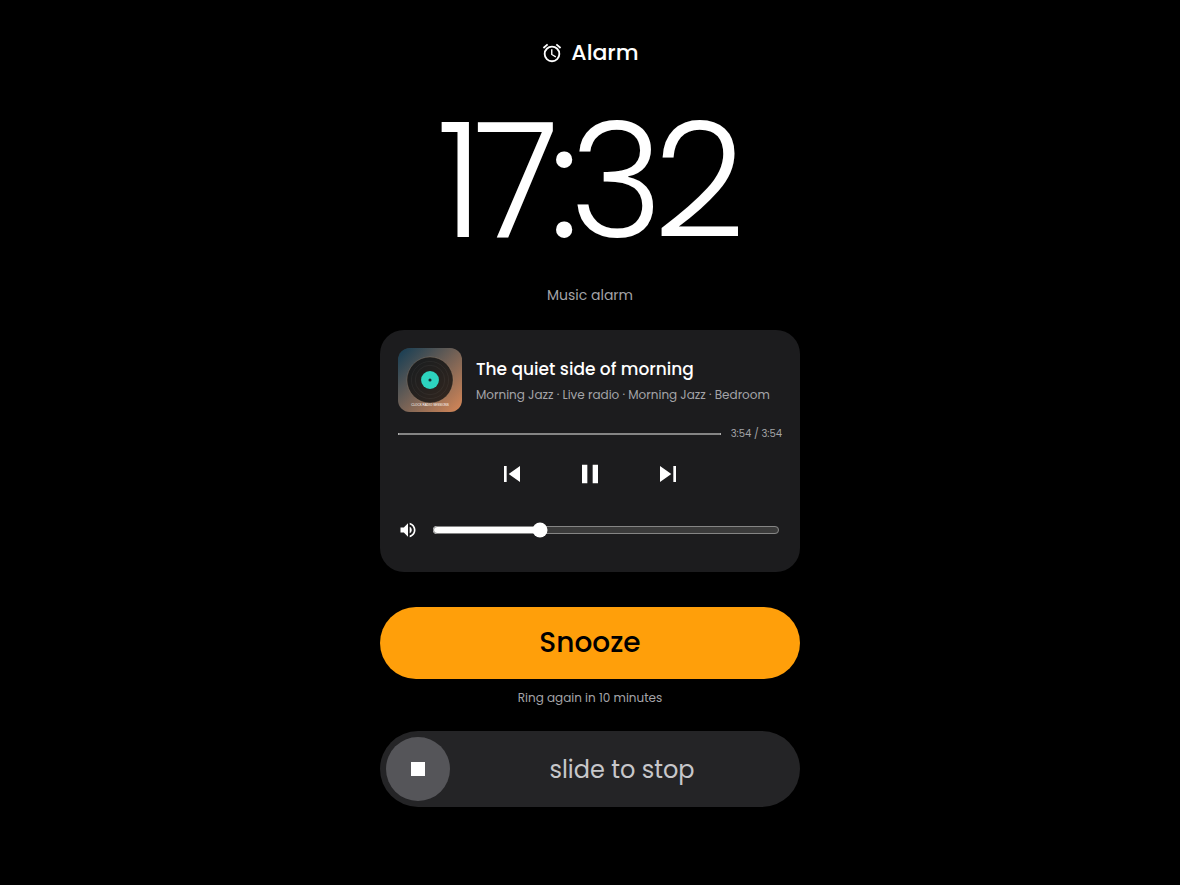 Alarm
17:32
Music alarm
The quiet side of morning
Morning Jazz · Live radio · Morning Jazz · Bedroom
3:54 / 3:54
Snooze
Ring again in 10 minutes
slide to stop